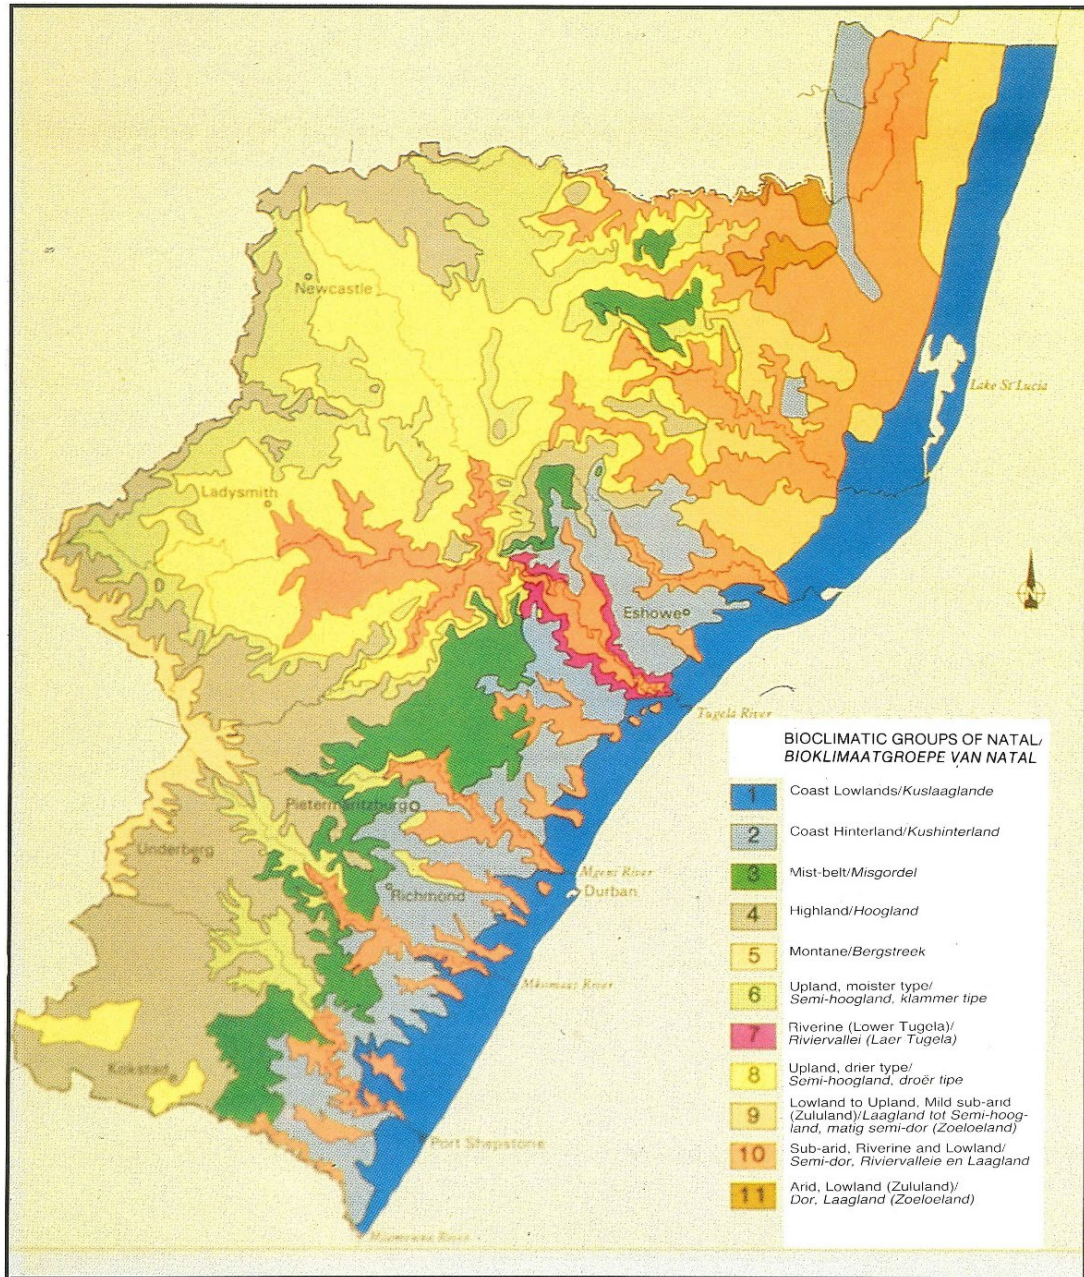 Newcastle
Lake St Lucia
Ladysmith
Eshowe
Tugela River
BIOCLIMATIC GROUPS OF NATAL/
BIOKLIMAATGROEPE VAN NATAL
1 Coast Lowlands/Kuslaaglande
Pietermaritzburg
2 Coast Hinterland/Kushinterland
Underberg
Mgeni River
3 Mist-belt/Misgordel
Richmond
Durban
4 Highland/Hoogland
5 Montane/Bergstreek
Mkomaas River
6 Upland, moister type/
Semi-hoogland, klammer tipe
7 Riverine (Lower Tugela)/
Riviervallei (Laer Tugela)
Kokstad
8 Upland, drier type/
Semi-hoogland, droër tipe
9 Lowland to Upland, Mild sub-arid
(Zululand)/Laagland tot Semi-hoog-
land, matig semi-dor (Zoeloeland)
Port Shepstone
10 Sub-arid, Riverine and Lowland/
Semi-dor, Riviervalleie en Laagland
11 Arid, Lowland (Zululand)/
Dor, Laagland (Zoeloeland)
River